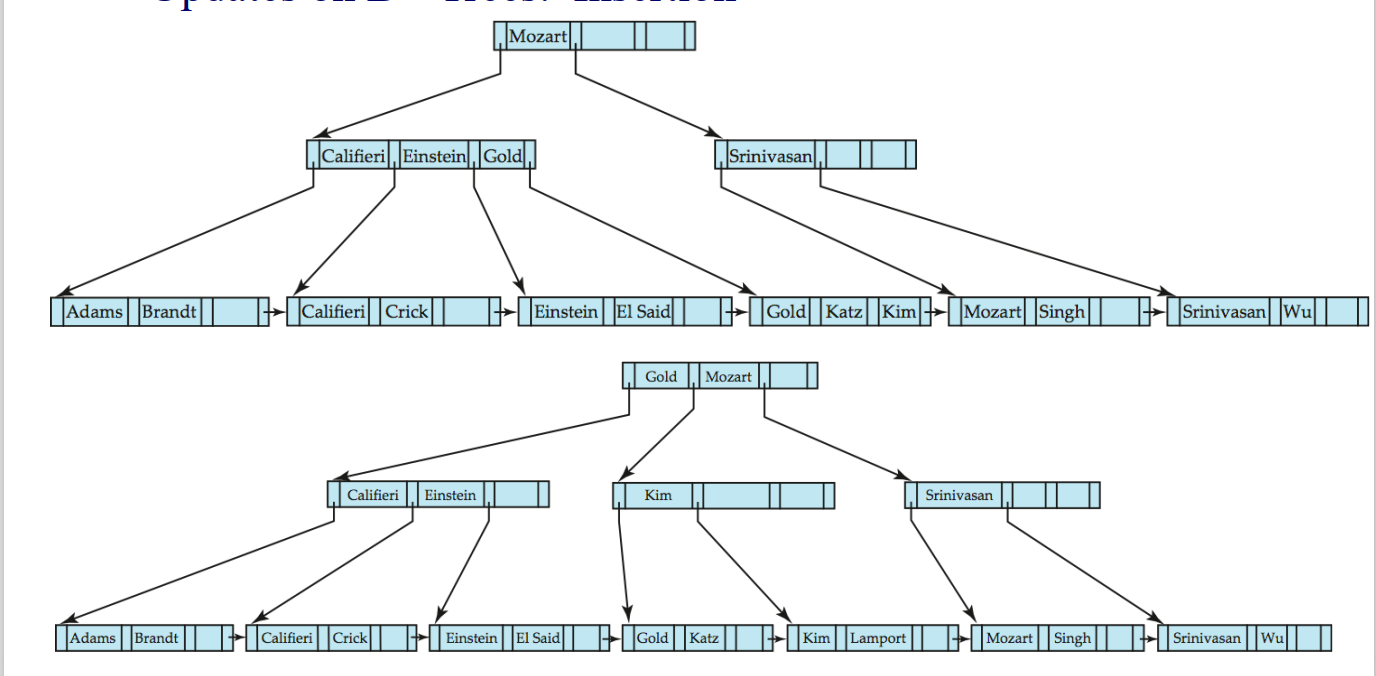 Mozart
Califieri Einstein Gold Srinivasan
Adams Brandt Califieri Crick Einstein El Said Gold Katz Kim Mozart Singh Srinivasan Wu
Gold Mozart
Califieri Einstein Kim Srinivasan
Adams Brandt Califieri Crick Einstein El Said Gold Katz Kim Lamport Mozart Singh Srinivasan Wu